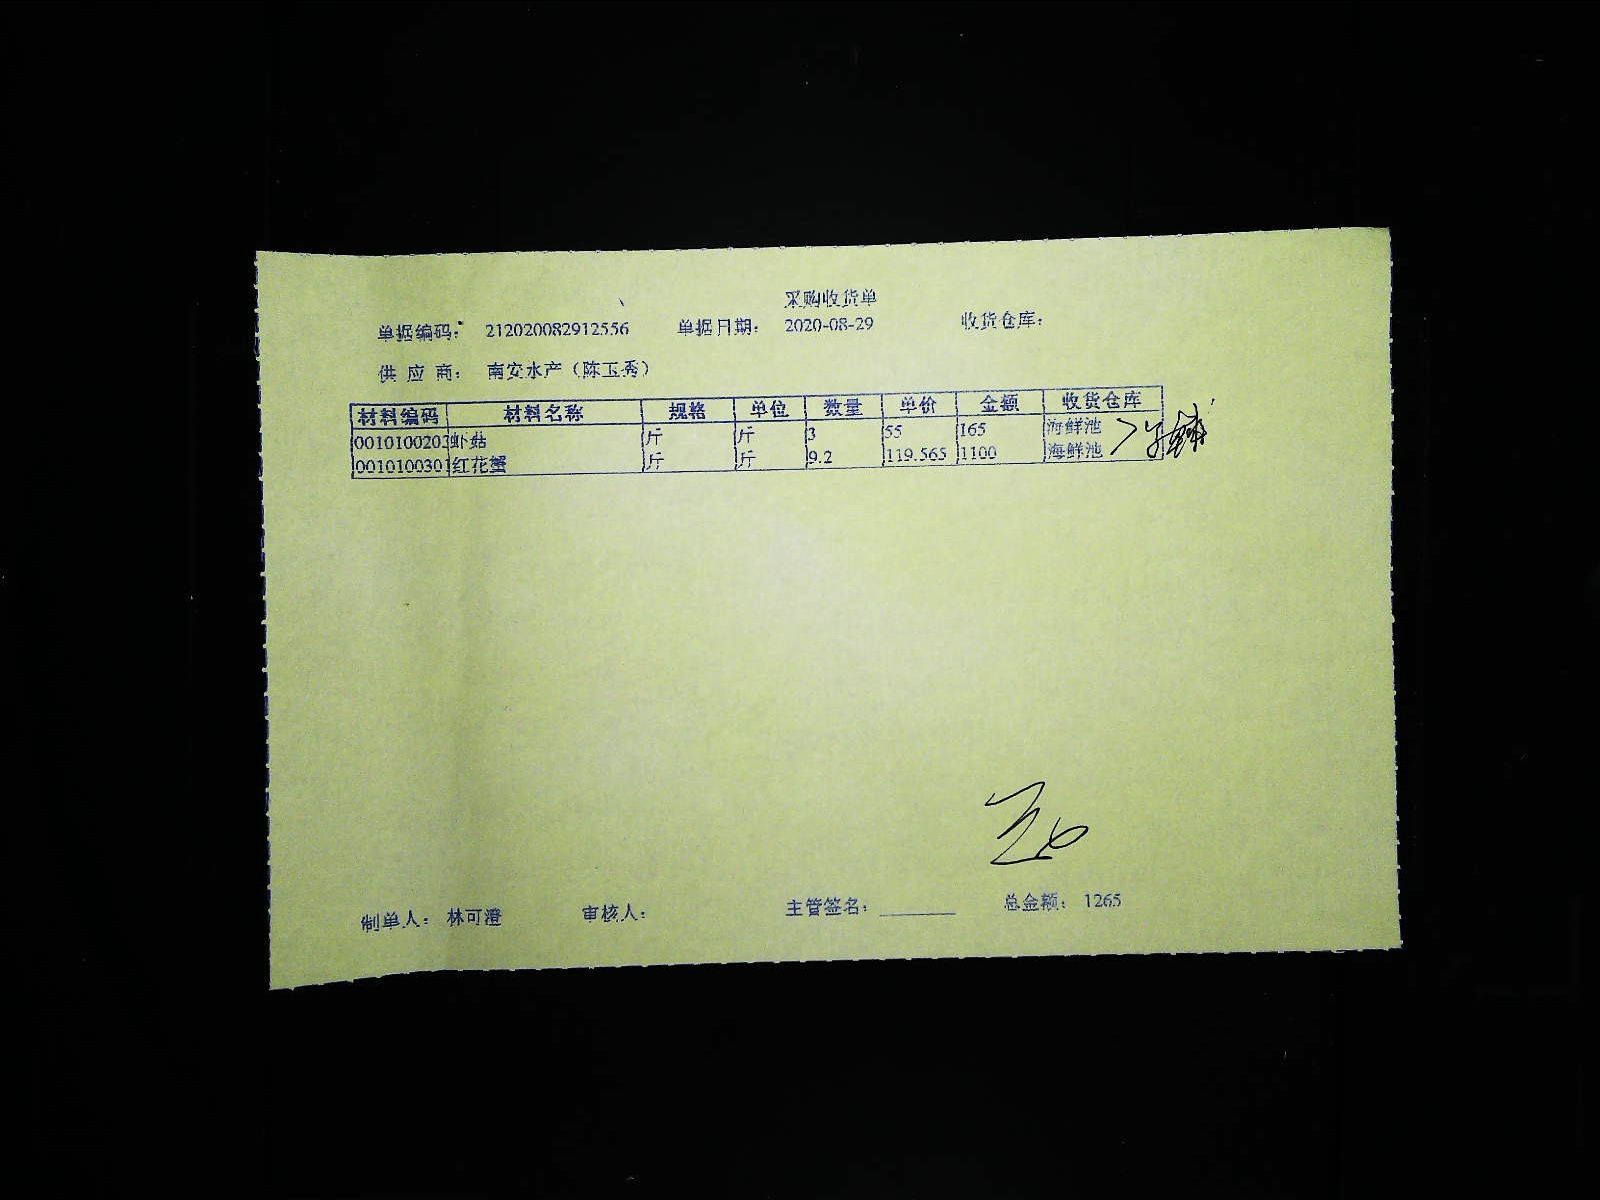 采购收货单
单据编码： 212020082912556 单据日期： 2020-08-29 收货仓库：
供 应 商： 南安水产（陈玉秀）
材料编码 材料名称 规格 单位 数量 单价 金额 收货仓库
0010100203 虾菇 斤 斤 3 55 165 海鲜池
0010100301 红花蟹 斤 斤 9.2 119.565 1100 海鲜池
制单人： 林可澄 审核人： 主管签名：________ 总金额： 1265